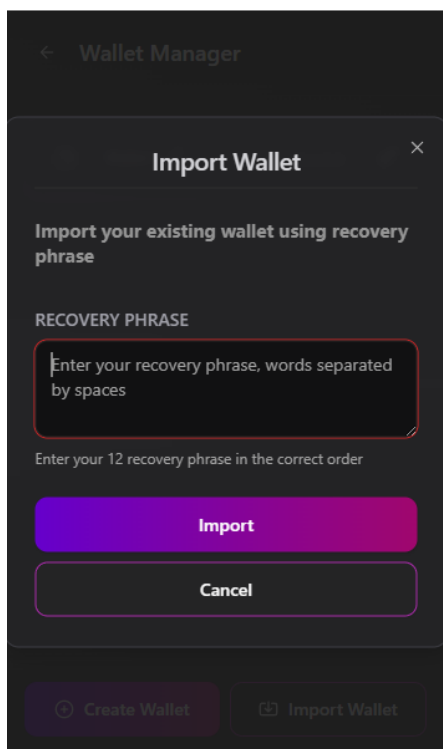 Wallet Manager
Import Wallet
Import your existing wallet using recovery
phrase
RECOVERY PHRASE
Enter your recovery phrase, words separated
by spaces
Enter your 12 recovery phrase in the correct order
Import
Cancel
Create Wallet
Import Wallet